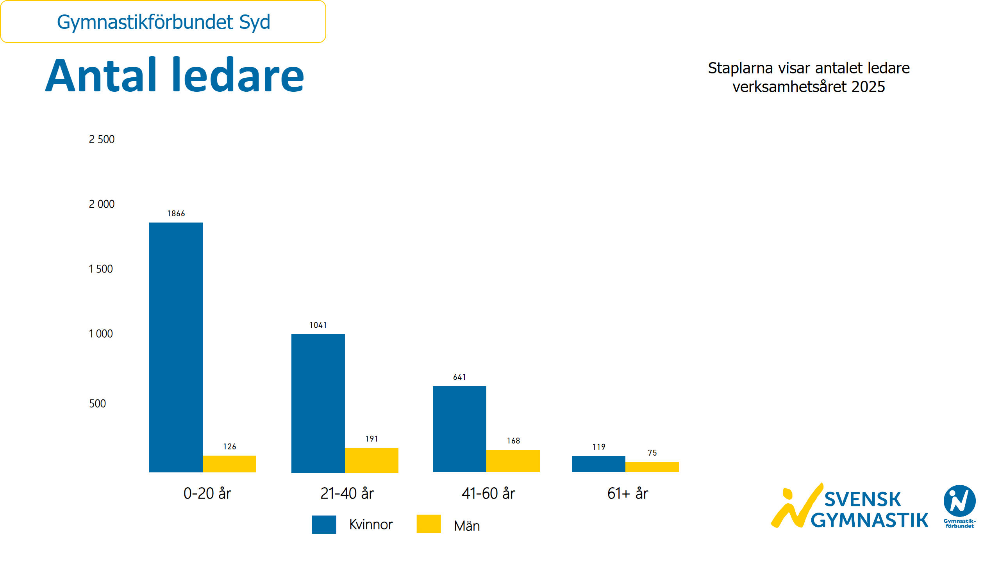 Gymnastikförbundet Syd
Antal ledare
Staplarna visar antalet ledare
verksamhetsåret 2025
2 500
2 000
1866
1 500
1041
1 000
641
500
126
191
168
119
75
0-20 år
21-40 år
41-60 år
61+ år
Kvinnor
Män
SVENSK
GYMNASTIK
Gymnastik-
förbundet